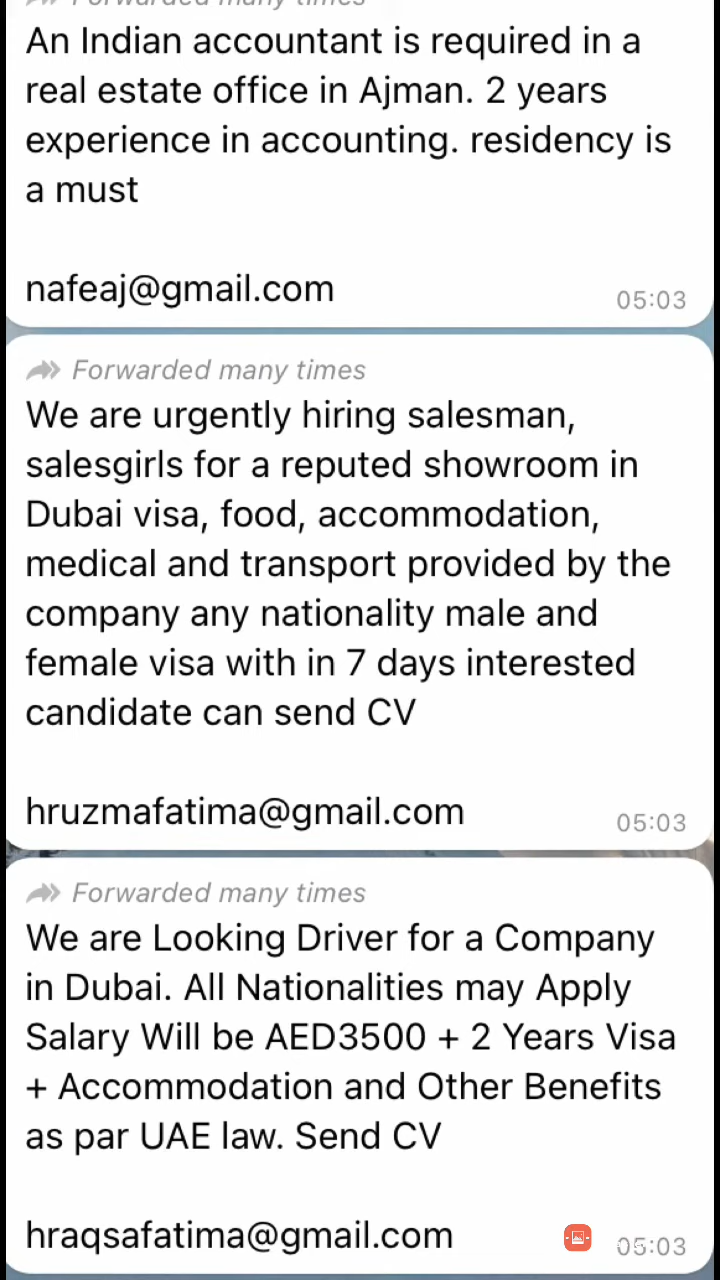 Forwarded many times
An Indian accountant is required in a
real estate office in Ajman. 2 years
experience in accounting. residency is
a must
nafeaj@gmail.com
05:03
Forwarded many times
We are urgently hiring salesman,
salesgirls for a reputed showroom in
Dubai visa, food, accommodation,
medical and transport provided by the
company any nationality male and
female visa with in 7 days interested
candidate can send CV
hruzmafatima@gmail.com
05:03
Forwarded many times
We are Looking Driver for a Company
in Dubai. All Nationalities may Apply
Salary Will be AED3500 + 2 Years Visa
+ Accommodation and Other Benefits
as par UAE law. Send CV
hraqsafatima@gmail.com
05:03